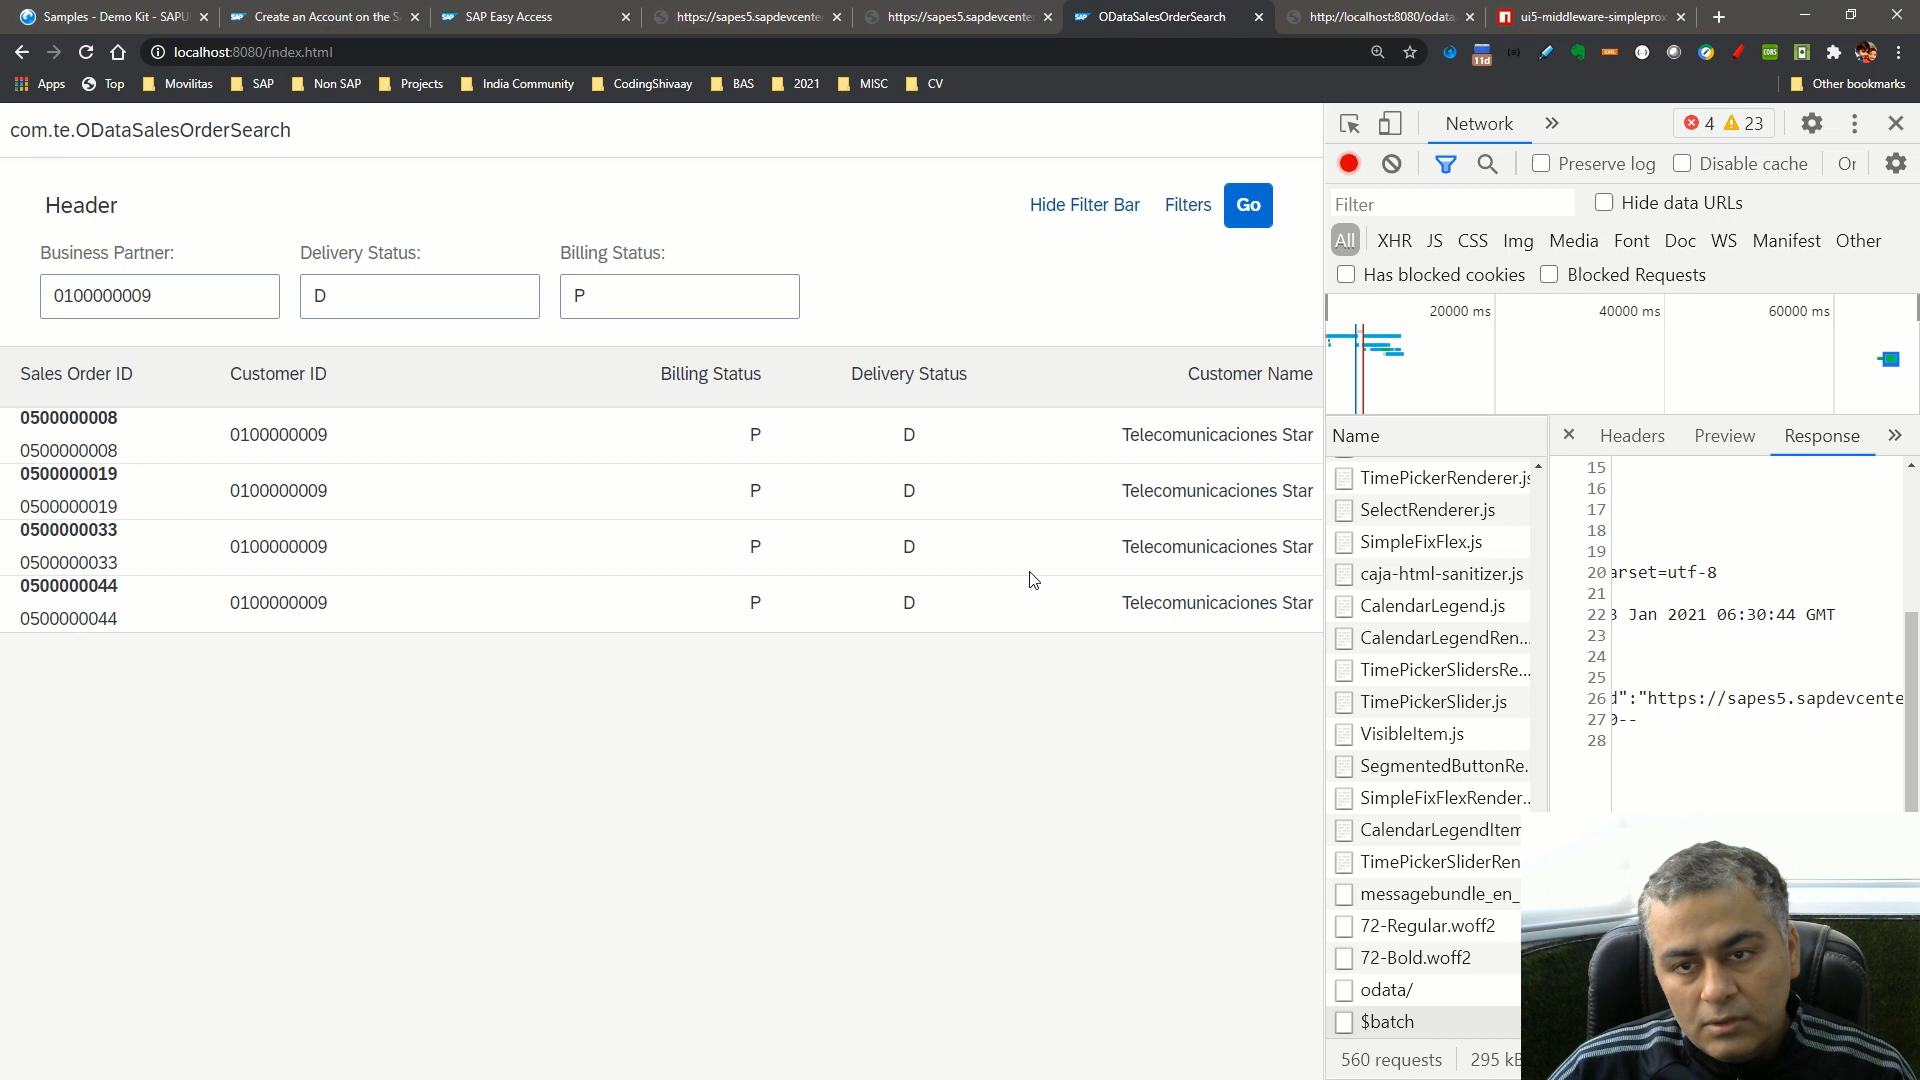 Samples - Demo Kit - SAPU
Create an Account on the S
SAP Easy Access
https://sapes5.sapdevcente
https://sapes5.sapdevcente
ODataSalesOrderSearch
http://localhost:8080/odata
ui5-middleware-simplepro
localhost:8080/index.html
11d
Apps
Top
Movilitas
SAP
Non SAP
Projects
India Community
CodingShivaay
BAS
2021
MISC
CV
Other bookmarks
com.te.ODataSalesOrderSearch
Header
Hide Filter Bar
Filters
Go
Business Partner:
Delivery Status:
Billing Status:
0100000009
D
P
Sales Order ID
Customer ID
Billing Status
Delivery Status
Customer Name
0500000008
0500000008
0100000009
P
D
Telecomunicaciones Star
0500000019
0500000019
0100000009
P
D
Telecomunicaciones Star
0500000033
0500000033
0100000009
P
D
Telecomunicaciones Star
0500000044
0500000044
0100000009
P
D
Telecomunicaciones Star
Network
4
23
Preserve log
Disable cache
Or
Filter
Hide data URLs
All
XHR
JS
CSS
Img
Media
Font
Doc
WS
Manifest
Other
Has blocked cookies
Blocked Requests
20000 ms
40000 ms
60000 ms
Name
Headers
Preview
Response
TimePickerRenderer.js
SelectRenderer.js
SimpleFixFlex.js
caja-html-sanitizer.js
CalendarLegend.js
CalendarLegendRen...
TimePickerSlidersRe...
TimePickerSlider.js
VisibleItem.js
SegmentedButtonRe.
SimpleFixFlexRender..
CalendarLegendItem
TimePickerSliderRen
messagebundle_en_
72-Regular.woff2
72-Bold.woff2
odata/
$batch
15
16
17
18
19
20 arset=utf-8
21
22 3 Jan 2021 06:30:44 GMT
23
24
25
26 d":"https://sapes5.sapdevcente
27 0--
28
560 requests
295 kB